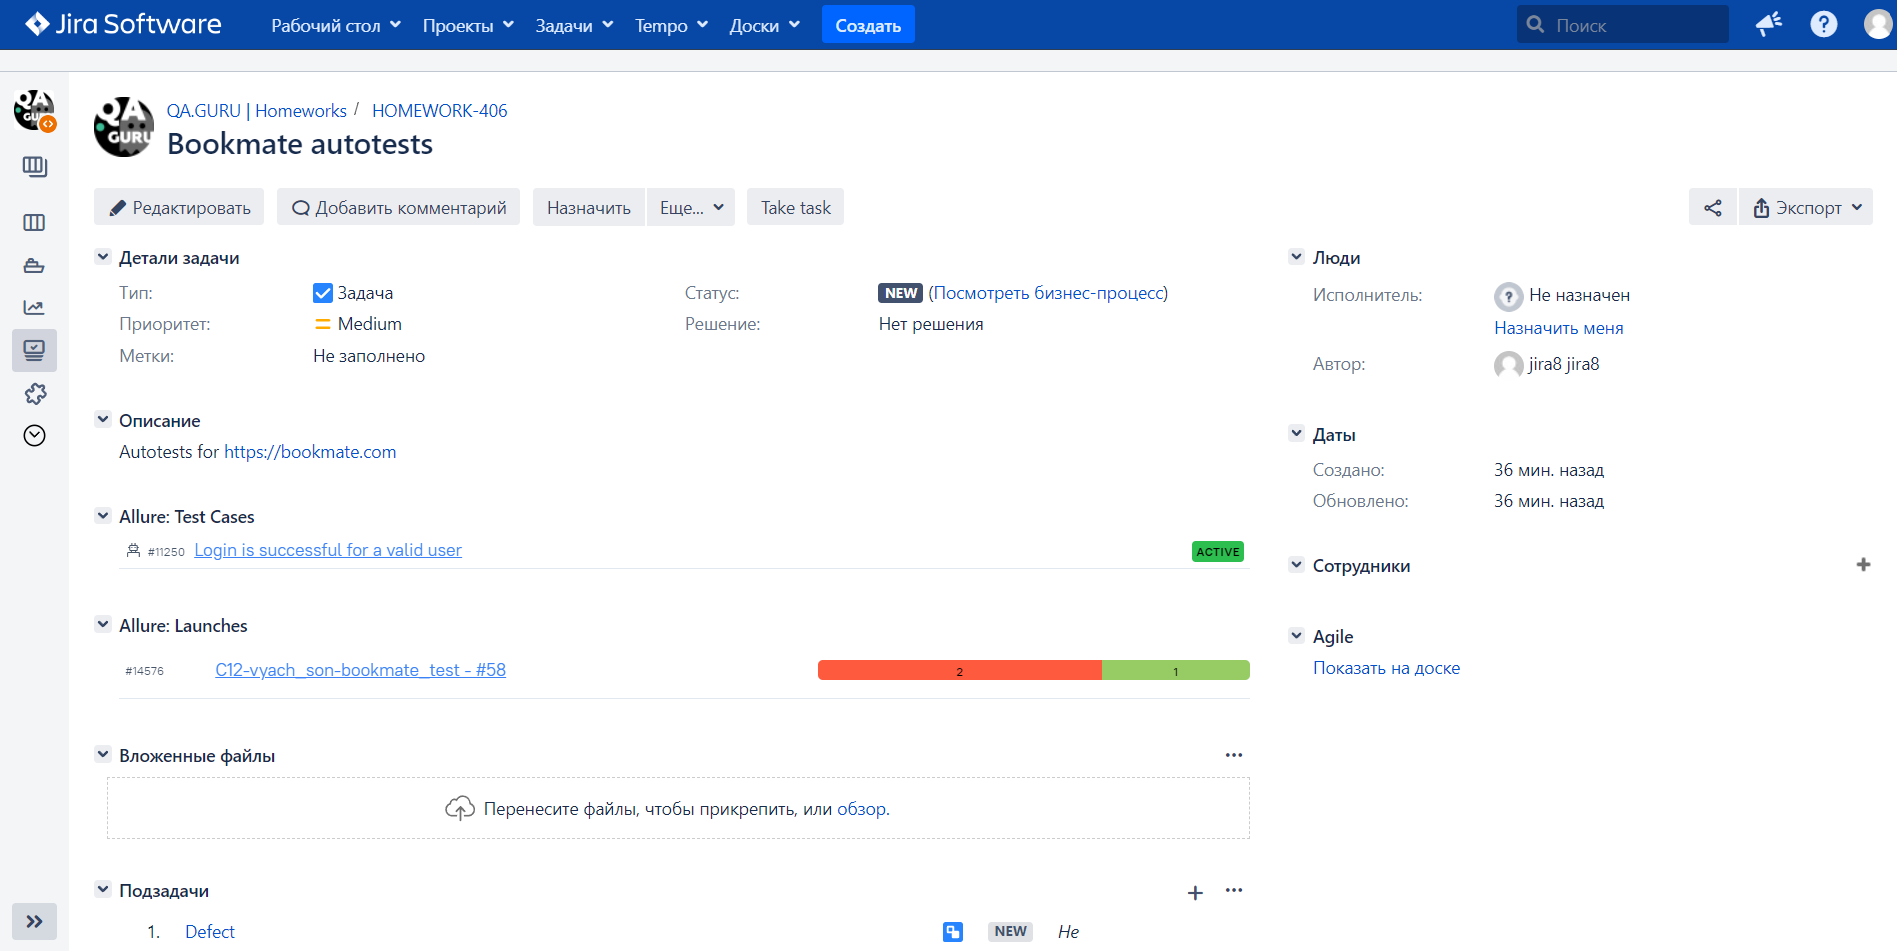 Jira Software
Рабочий стол Проекты Задачи Tempo Доски Создать Поиск
QA GURU
QA.GURU | Homeworks / HOMEWORK-406
Bookmate autotests
Редактировать Добавить комментарий Назначить Еще... Take task Экспорт
Детали задачи
Тип: Задача Статус: NEW (Посмотреть бизнес-процесс)
Приоритет: Medium Решение: Нет решения
Метки: Не заполнено
Описание
Autotests for https://bookmate.com
Allure: Test Cases
#11250 Login is successful for a valid user ACTIVE
Allure: Launches
#14576 C12-vyach_son-bookmate_test - #58 2 1
Вложенные файлы
Перенесите файлы, чтобы прикрепить, или обзор.
Подзадачи
1. Defect NEW Не
Люди
Исполнитель: Не назначен
Назначить меня
Автор: jira8 jira8
Даты
Создано: 36 мин. назад
Обновлено: 36 мин. назад
Сотрудники
Agile
Показать на доске